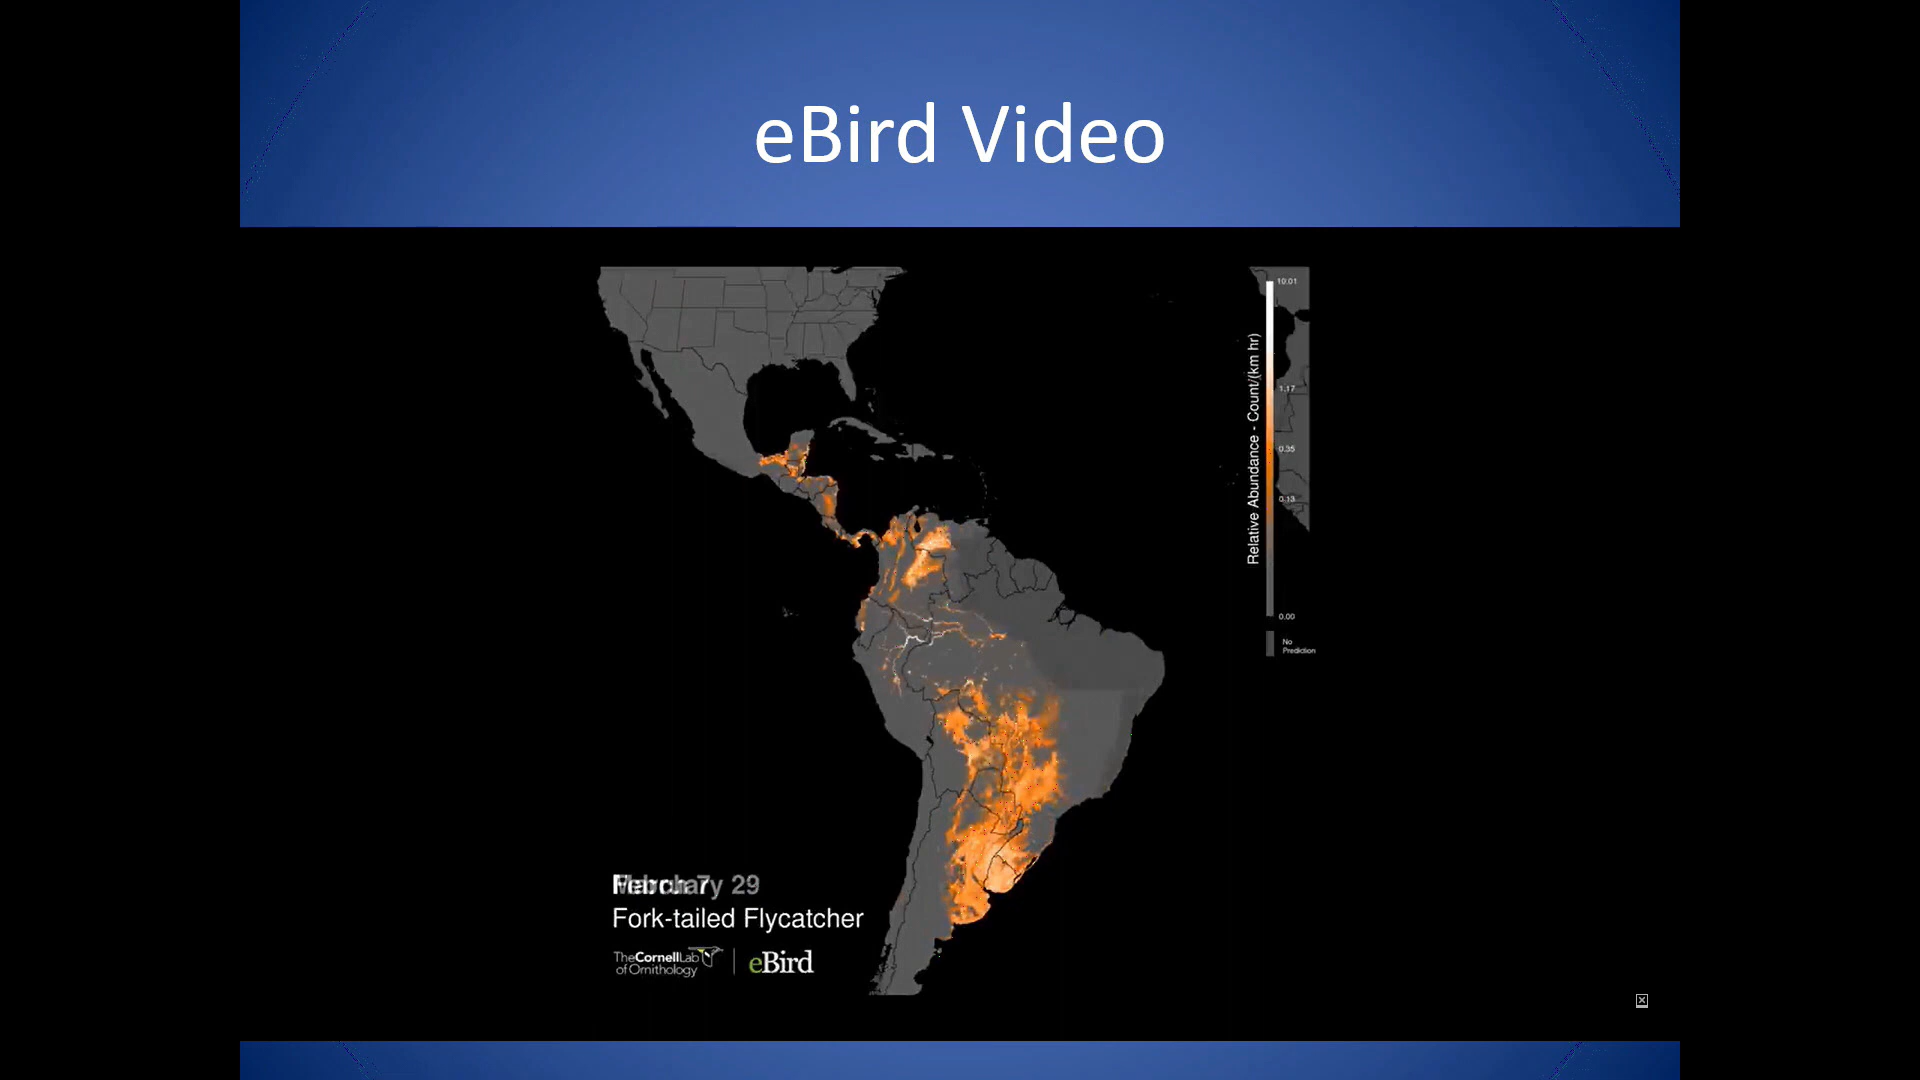 eBird Video
10.01
1.17
0.35
0.13
0.00
No
Prediction
Relative Abundance - Count/(km hr)
29
Fork-tailed Flycatcher
TheCornellLab
of Ornithology
eBird